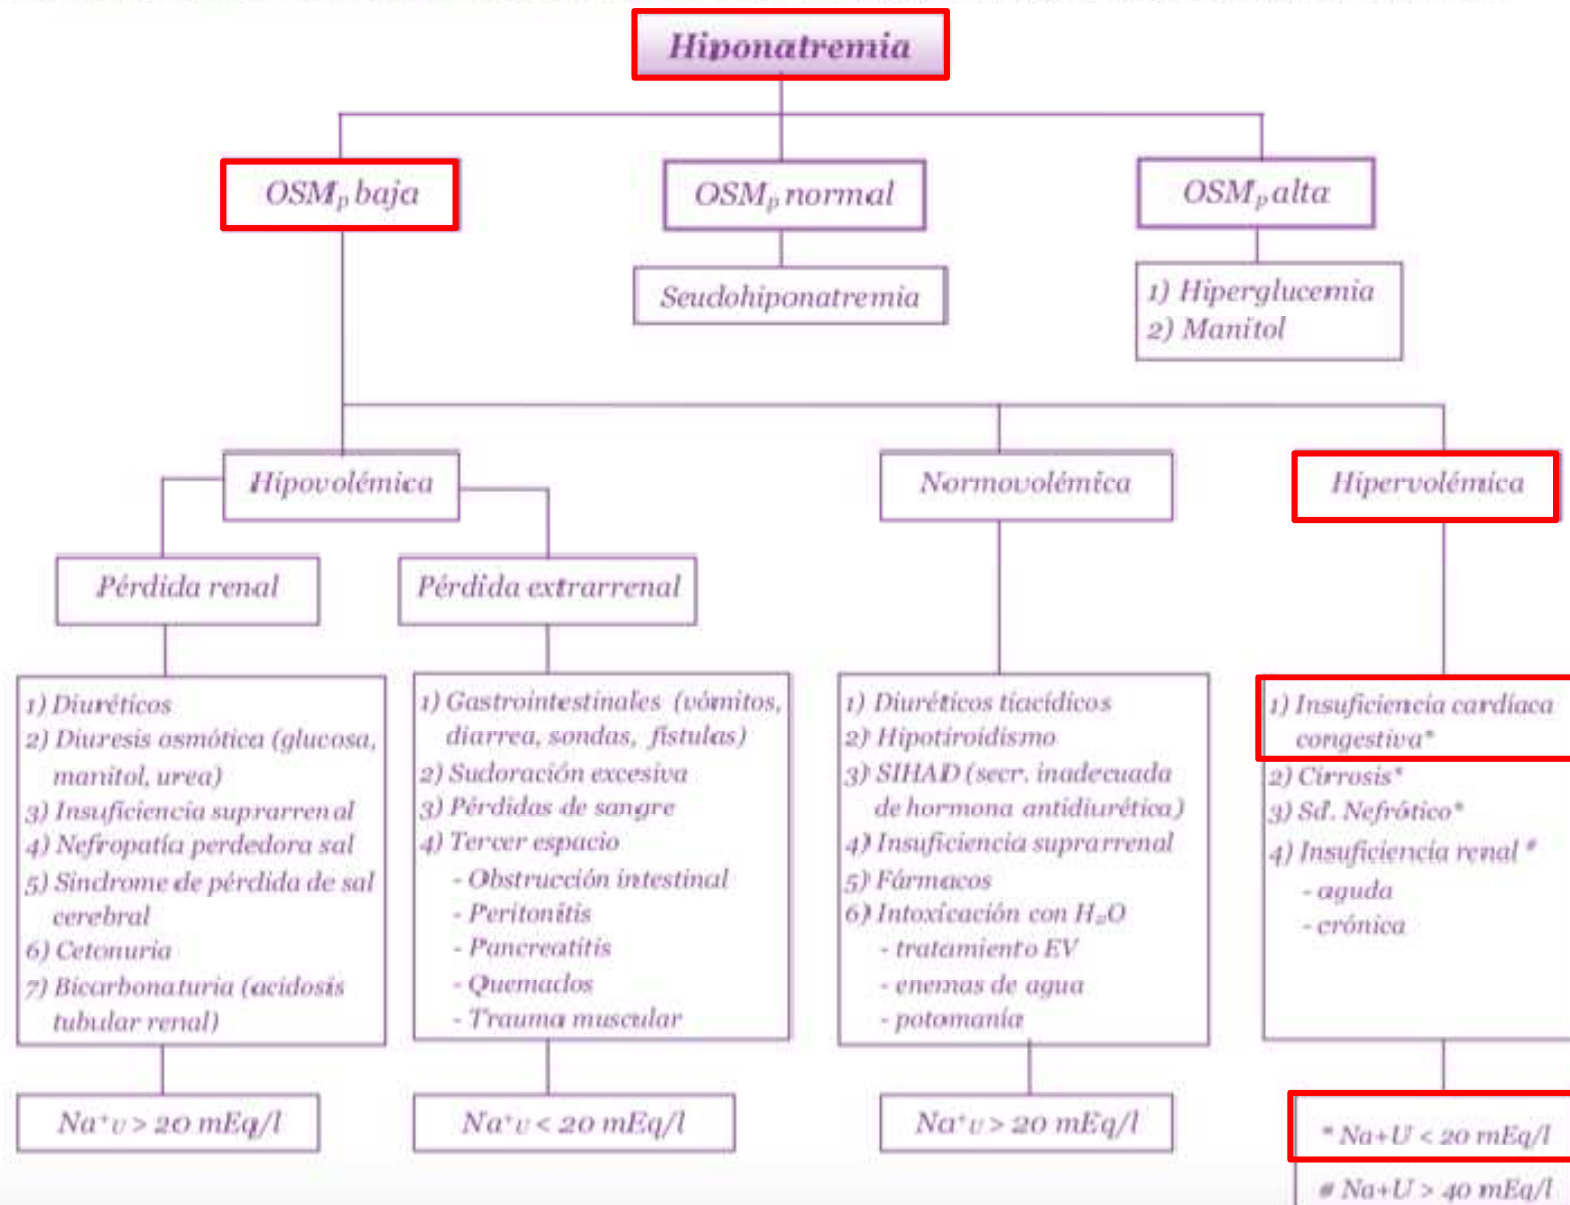 Hiponatremia
OSMp baja
OSMp normal
OSMp alta
Seudohiponatremia
1) Hiperglucemia
2) Manitol
Hipovolémica
Normovolémica
Hipervolémica
Pérdida renal
Pérdida extrarrenal
1) Diuréticos
2) Diuresis osmótica (glucosa,
manitol, urea)
3) Insuficiencia suprarrenal
4) Nefropatía perdedora sal
5) Síndrome de pérdida de sal
cerebral
6) Cetonuria
7) Bicarbonaturia (acidosis
tubular renal)
1) Gastrointestinales (vómitos,
diarrea, sondas, fístulas)
2) Sudoración excesiva
3) Pérdidas de sangre
4) Tercer espacio
- Obstrucción intestinal
- Peritonitis
- Pancreatitis
- Quemados
- Trauma muscular
1) Diuréticos tiacídicos
2) Hipotiroidismo
3) SIHAD (secr. inadecuada
de hormona antidiurética)
4) Insuficiencia suprarrenal
5) Fármacos
6) Intoxicación con H₂O
- tratamiento EV
- enemas de agua
- potomanía
1) Insuficiencia cardíaca
congestiva*
2) Cirrosis*
3) Sd. Nefrótico*
4) Insuficiencia renal #
- aguda
- crónica
Na⁺U > 20 mEq/l
Na⁺U < 20 mEq/l
Na⁺U > 20 mEq/l
* Na+U < 20 mEq/l
# Na+U > 40 mEq/l